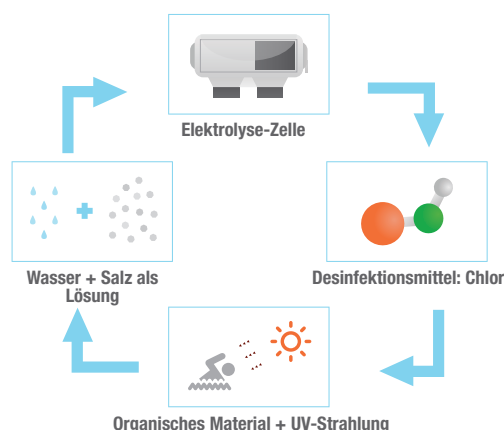 Elektrolyse-Zelle
Wasser + Salz als
Lösung
Desinfektionsmittel: Chlor
Organisches Material + UV-Strahlung